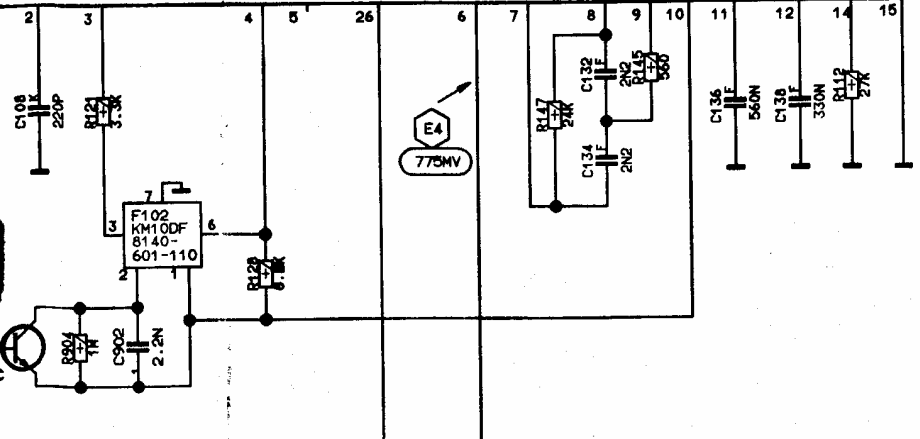 2 3 4 5 26 6 7 8 9 10 11 12 14 15
C108 K
220P
R121
3.3K
E4
775MV
R147
24K
C132 F
2N2
R145
560
C134 F
2N2
C136 F
560N
C138 F
330N
R112
27K
7
3
F102
KM10DF
8140-
601-110
6
2
1
R128
R904
1M
C902
2.2N
1